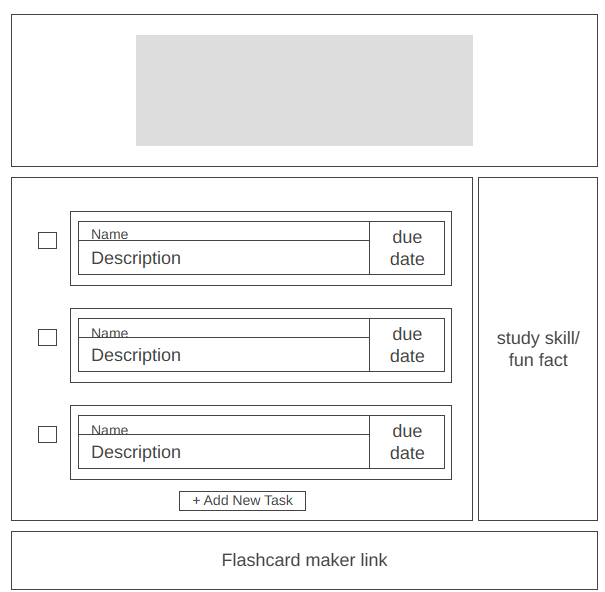 Name
Description
due
date
Name
Description
due
date
Name
Description
due
date
+ Add New Task
study skill/
fun fact
Flashcard maker link